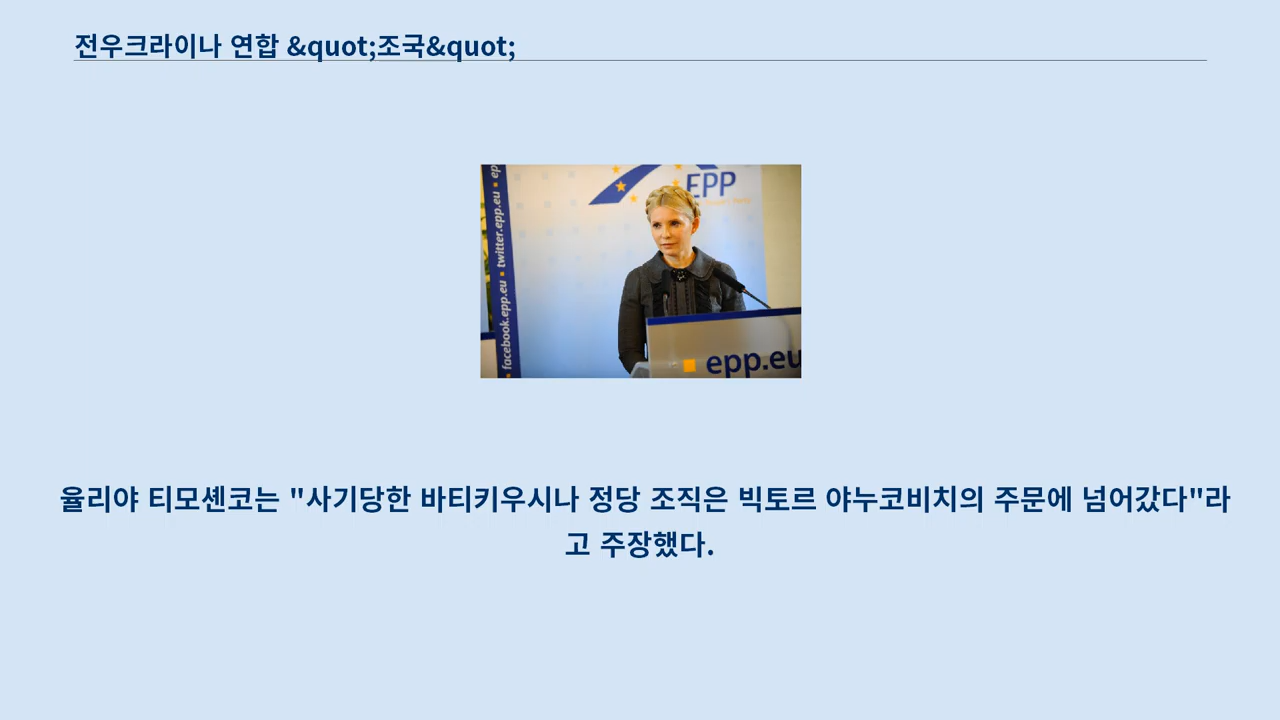 전우크라이나 연합 &quot;조국&quot;
facebook.epp.eu ▪ twitter.epp.eu ▪ ep
EPP
epp.eu
율리야 티모셴코는 "사기당한 바티키우시나 정당 조직은 빅토르 야누코비치의 주문에 넘어갔다"라
고 주장했다.